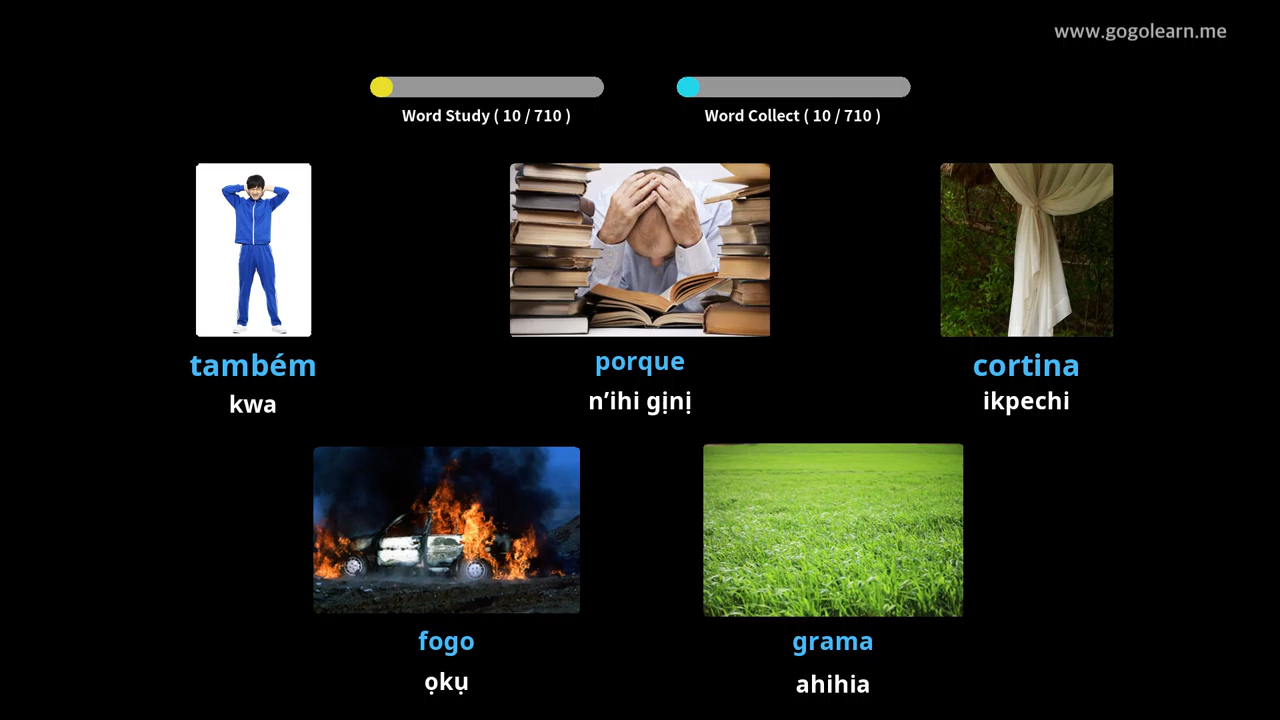 www.gogolearn.me
Word Study ( 10 / 710 )
Word Collect ( 10 / 710 )
também
kwa
porque
n’ihi gịnị
cortina
ikpechi
fogo
ọkụ
grama
ahihia